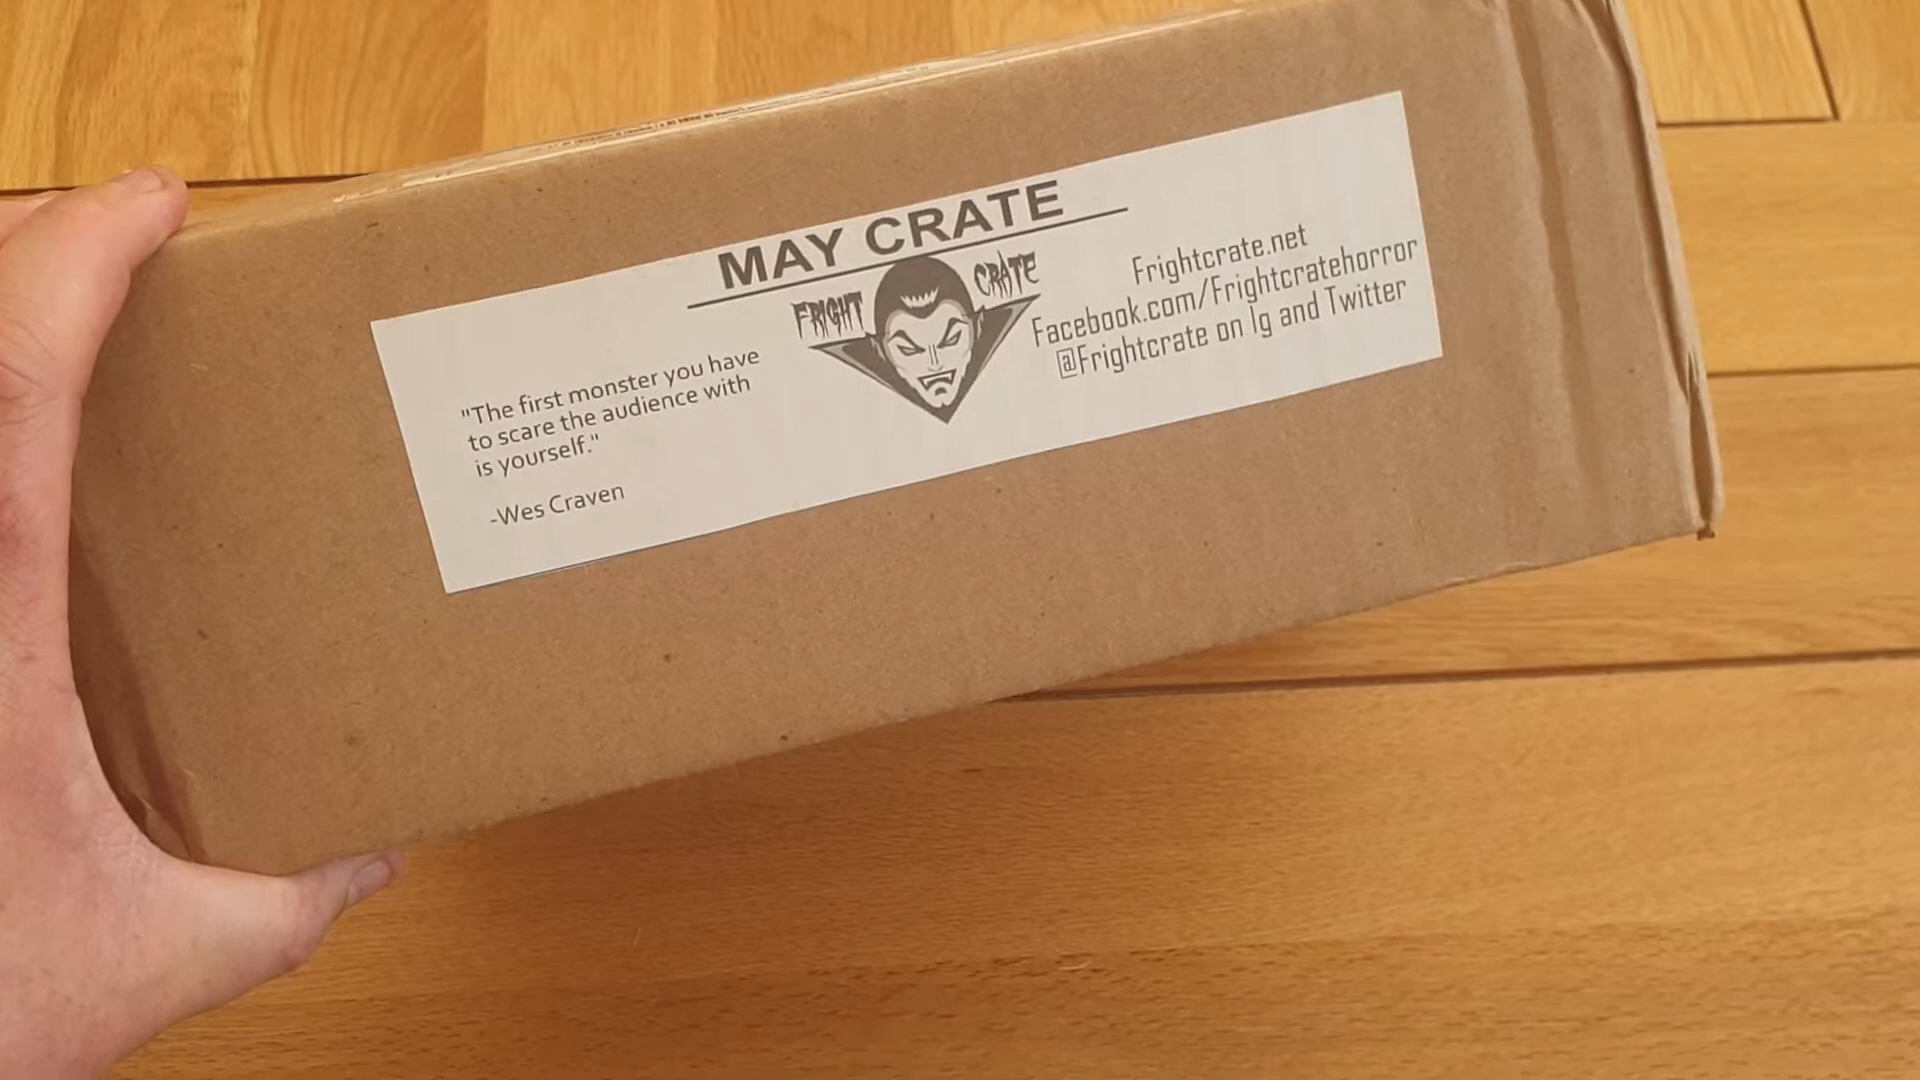 MAY CRATE
FRIGHT CRATE
"The first monster you have
to scare the audience with
is yourself."
-Wes Craven
Frightcrate.net
Facebook.com/Frightcratehorror
@Frightcrate on Ig and Twitter